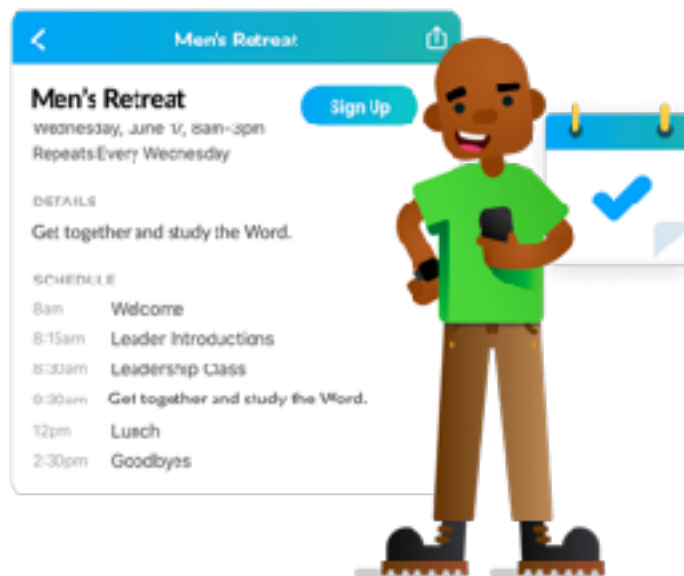 Men's Retreat
Men's Retreat
Sign Up
Wednesday, June 17, 8am-3pm
Repeats Every Wednesday
DETAILS
Get together and study the Word.
SCHEDULE
8am Welcome
8:15am Leader Introductions
8:30am Leadership Class
9:30am Get together and study the Word.
12pm Lunch
2:30pm Goodbyes